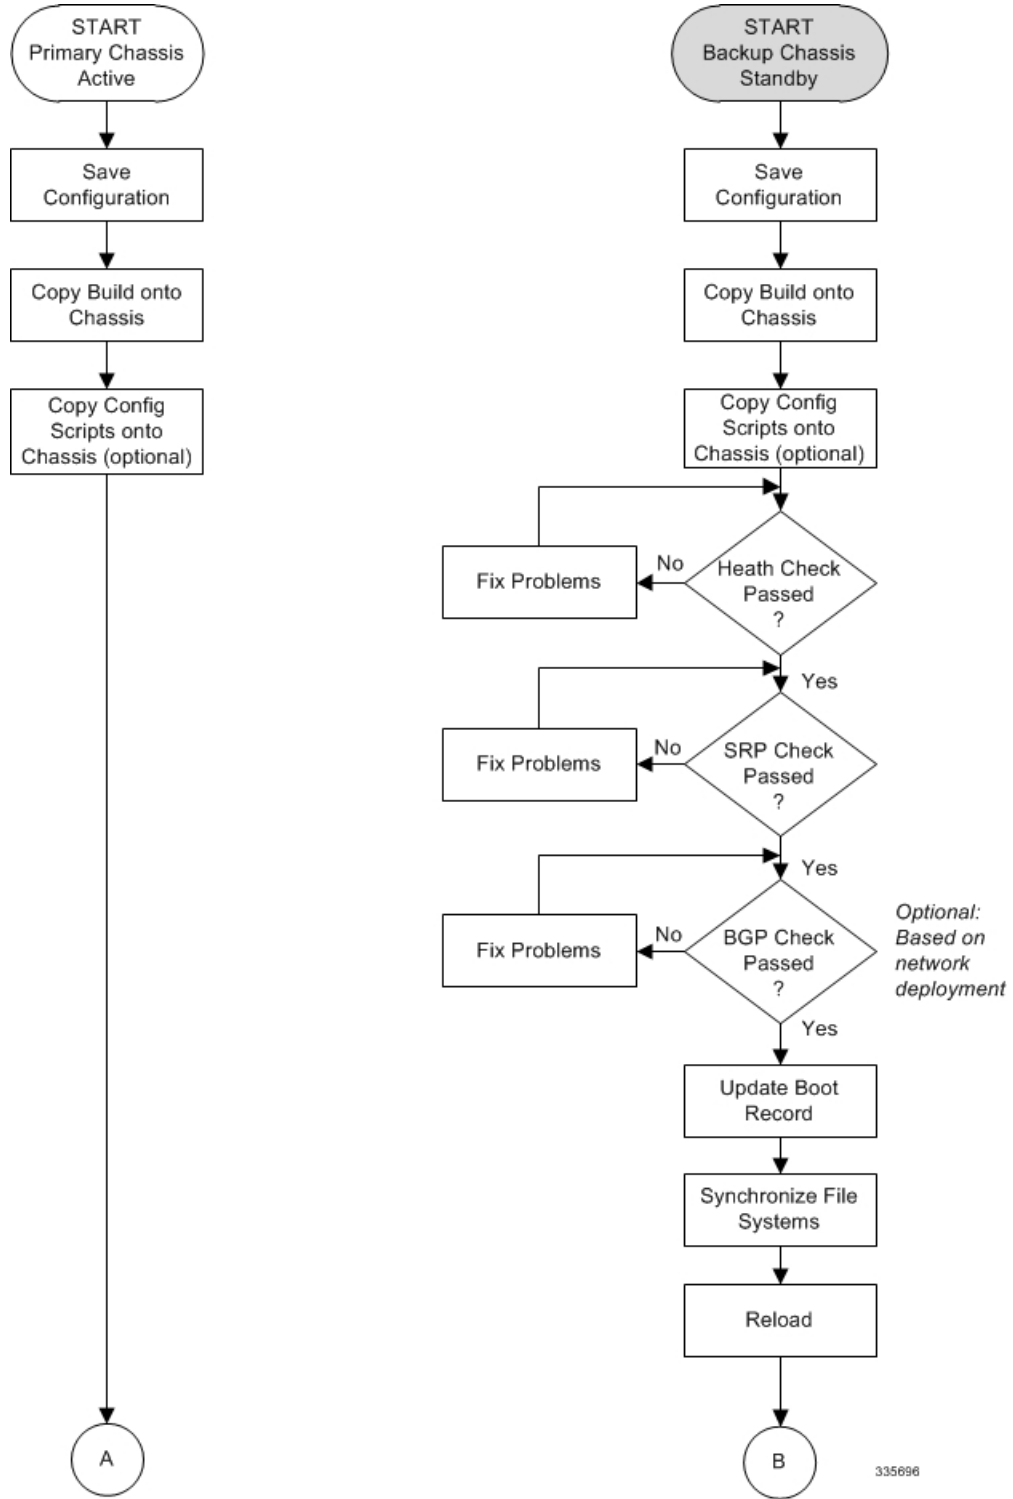 START
Primary Chassis
Active
Save
Configuration
Copy Build onto
Chassis
Copy Config
Scripts onto
Chassis (optional)
A
START
Backup Chassis
Standby
Save
Configuration
Copy Build onto
Chassis
Copy Config
Scripts onto
Chassis (optional)
Heath Check
Passed
?
No
Fix Problems
Yes
SRP Check
Passed
?
No
Fix Problems
Yes
BGP Check
Passed
?
No
Fix Problems
Optional:
Based on
network
deployment
Yes
Update Boot
Record
Synchronize File
Systems
Reload
B
335696